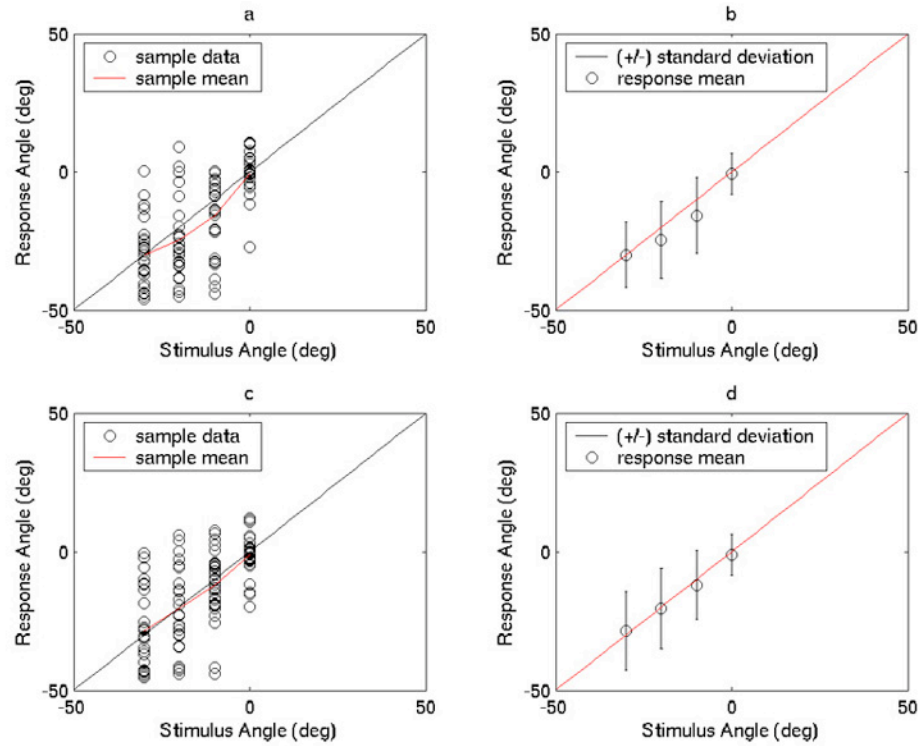 a
sample data
sample mean
50
0
-50
-50
0
50
Response Angle (deg)
Stimulus Angle (deg)
b
(+/-) standard deviation
response mean
50
0
-50
-50
0
50
Response Angle (deg)
Stimulus Angle (deg)
c
sample data
sample mean
50
0
-50
-50
0
50
Response Angle (deg)
Stimulus Angle (deg)
d
(+/-) standard deviation
response mean
50
0
-50
-50
0
50
Response Angle (deg)
Stimulus Angle (deg)